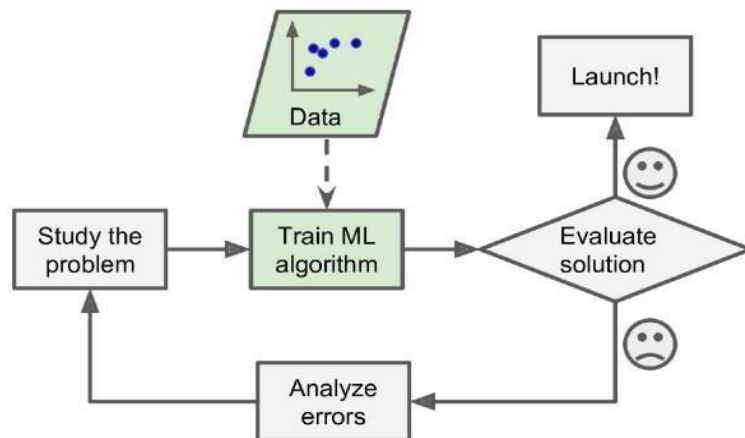 Data
Launch!
Study the
problem
Train ML
algorithm
Evaluate
solution
Analyze
errors